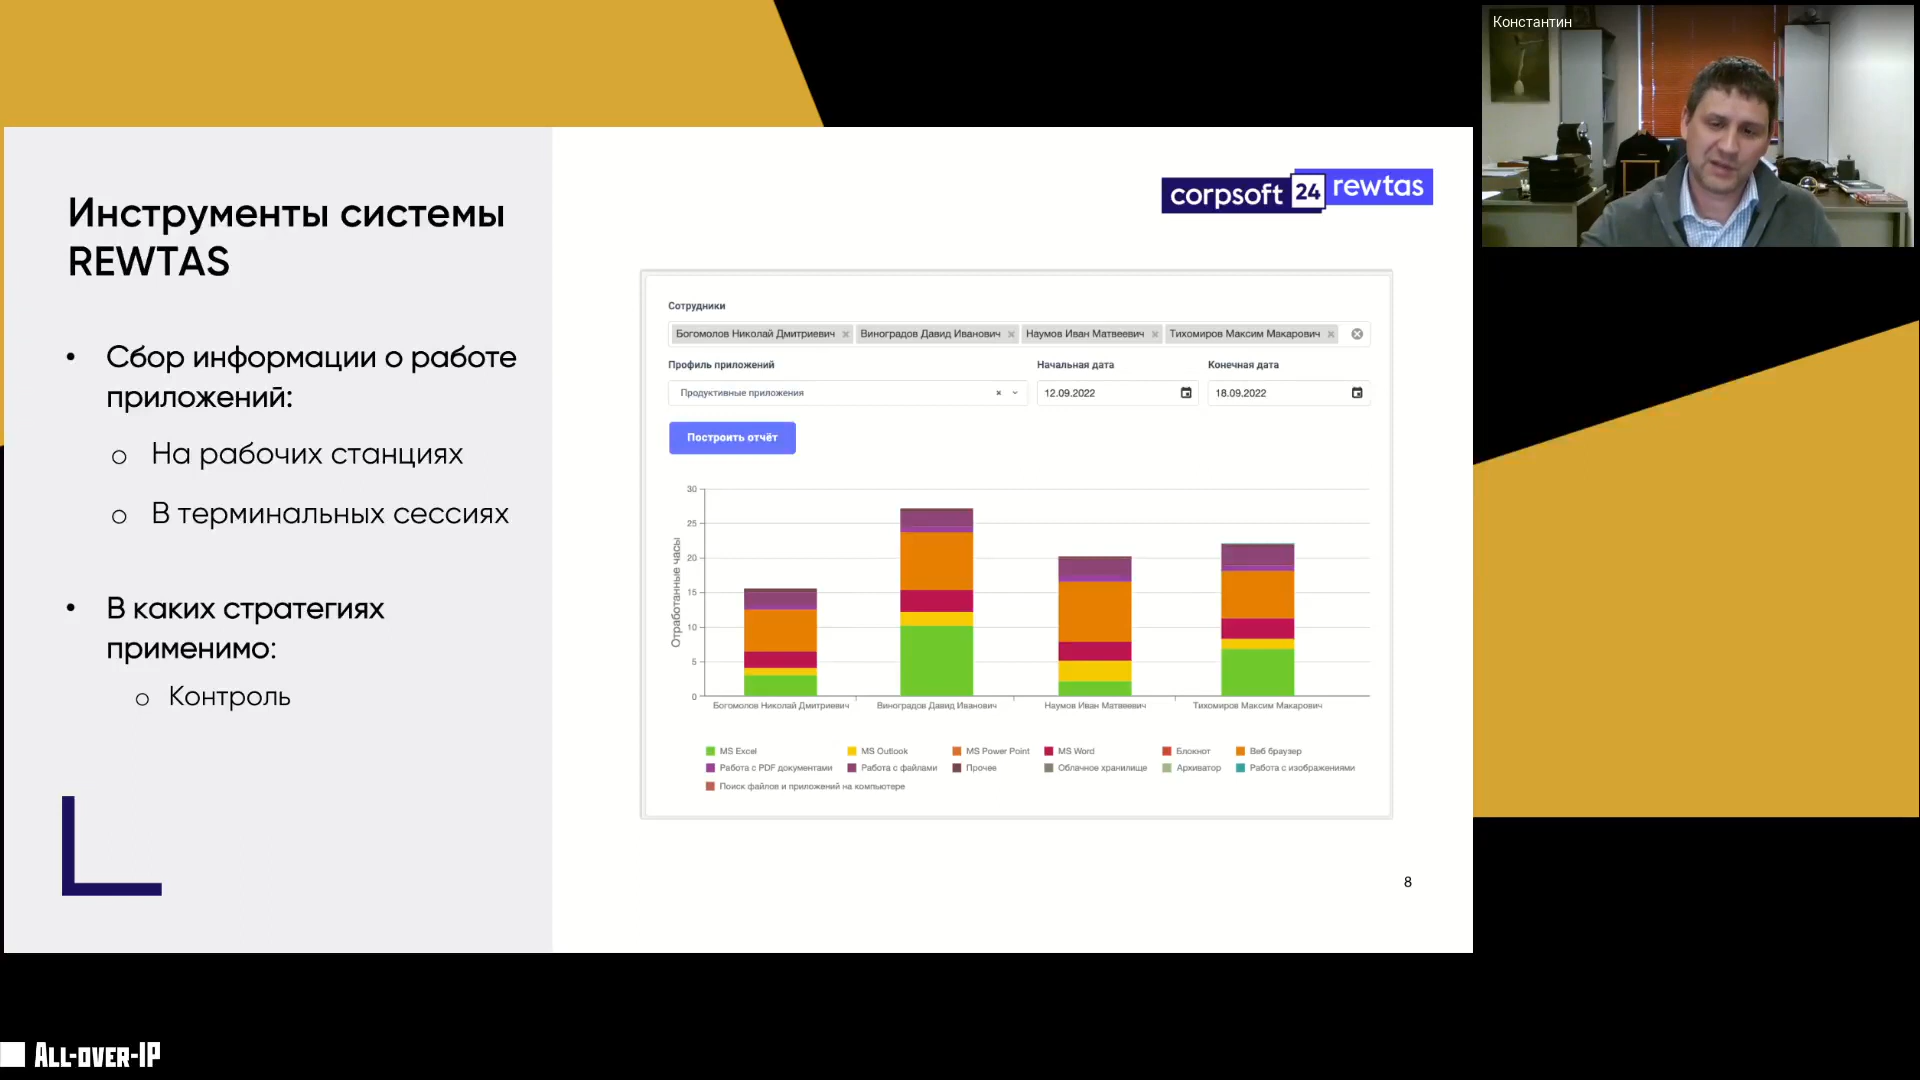 Константин
Инструменты системы
REWTAS
• Сбор информации о работе
приложений:
o На рабочих станциях
o В терминальных сессиях
• В каких стратегиях
применимо:
o Контроль
corpsoft 24 rewtas
Сотрудники
Богомолов Николай Дмитриевич × Виноградов Давид Иванович × Наумов Иван Матвеевич × Тихомиров Максим Макарович ×
Профиль приложений Начальная дата Конечная дата
Продуктивные приложения × 12.09.2022 18.09.2022
Построить отчёт
Отработанные часы
30
25
20
15
10
5
0
Богомолов Николай Дмитриевич Виноградов Давид Иванович Наумов Иван Матвеевич Тихомиров Максим Макарович
MS Excel MS Outlook MS Power Point MS Word Блокнот Веб браузер
Работа с PDF документами Работа с файлами Прочее Облачное хранилище Архиватор Работа с изображениями
Поиск файлов и приложений на компьютере
8
ALL-OVER-IP